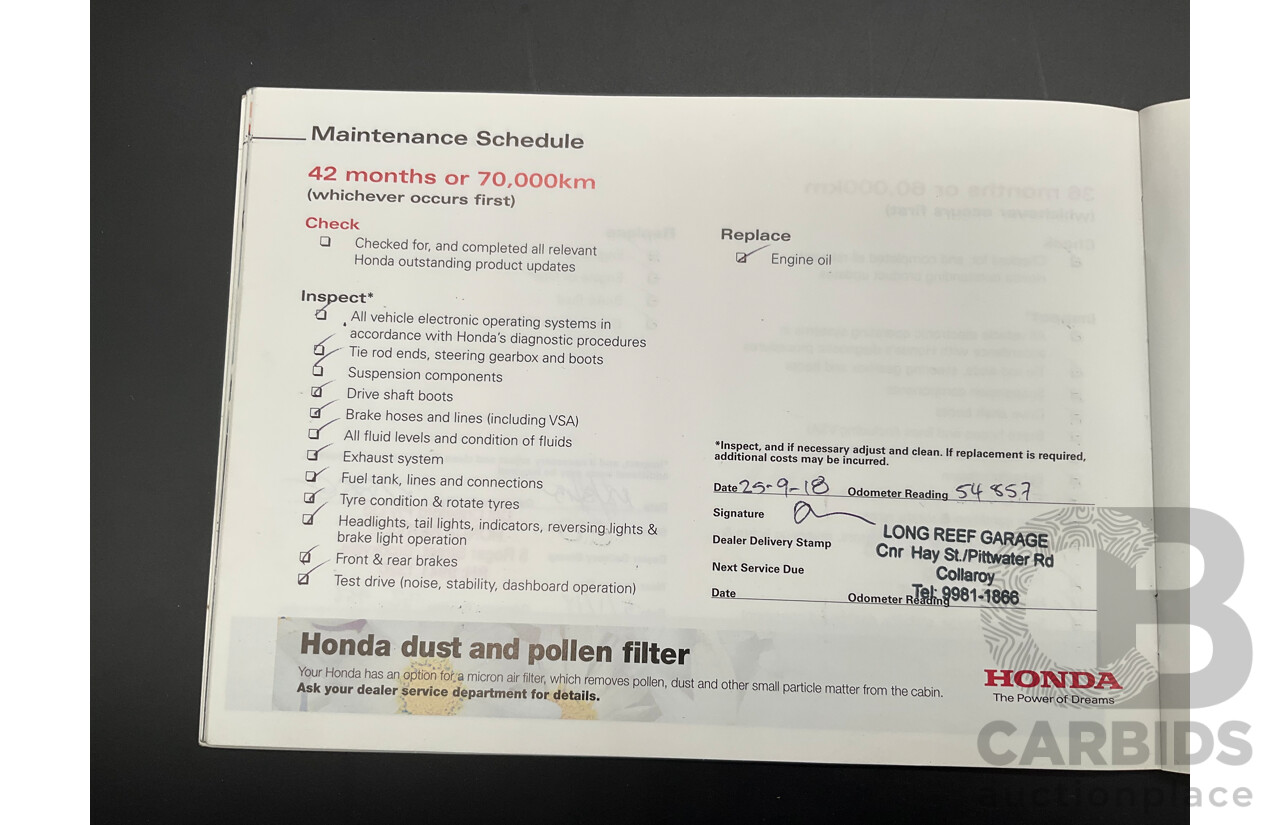 Maintenance Schedule
42 months or 70,000km
(whichever occurs first)
Check
Checked for, and completed all relevant
Honda outstanding product updates
Inspect*
All vehicle electronic operating systems in
accordance with Honda's diagnostic procedures
Tie rod ends, steering gearbox and boots
Suspension components
Drive shaft boots
Brake hoses and lines (including VSA)
All fluid levels and condition of fluids
Exhaust system
Fuel tank, lines and connections
Tyre condition & rotate tyres
Headlights, tail lights, indicators, reversing lights &
brake light operation
Front & rear brakes
Test drive (noise, stability, dashboard operation)
Replace
Engine oil
*Inspect, and if necessary adjust and clean. If replacement is required,
additional costs may be incurred.
Date 25-9-18 Odometer Reading 54857
Signature
Dealer Delivery Stamp
LONG REEF GARAGE
Cnr Hay St./Pittwater Rd
Collaroy
Tel: 9981-1866
Next Service Due
Date Odometer Reading
Honda dust and pollen filter
Your Honda has an option for a micron air filter, which removes pollen, dust and other small particle matter from the cabin.
Ask your dealer service department for details.
HONDA
The Power of Dreams
CARBIDS
auctionplace